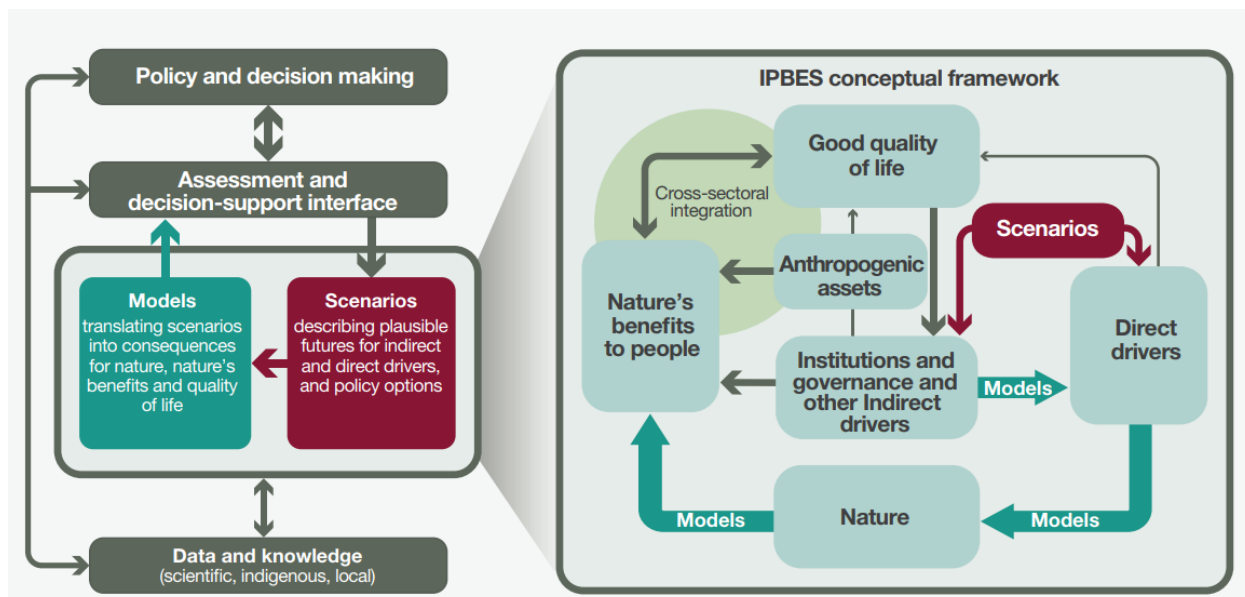 Policy and decision making
Assessment and
decision-support interface
Models
translating scenarios
into consequences
for nature, nature's
benefits and quality
of life
Scenarios
describing plausible
futures for indirect
and direct drivers,
and policy options
Data and knowledge
(scientific, indigenous, local)
IPBES conceptual framework
Good quality
of life
Cross-sectoral
integration
Scenarios
Anthropogenic
assets
Nature's
benefits
to people
Direct
drivers
Institutions and
governance and
other Indirect
drivers
Models
Models
Nature
Models